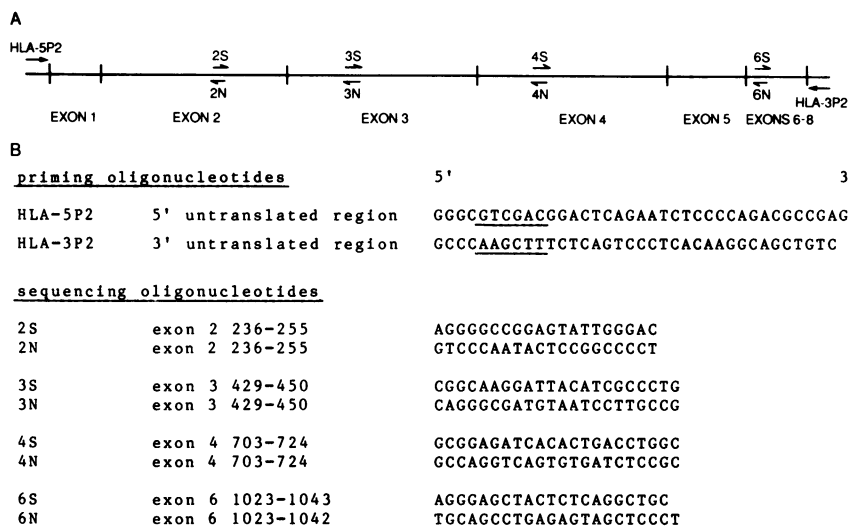 A
HLA-5P2 2S 3S 4S 6S
2N 3N 4N 6N
HLA-3P2
EXON 1 EXON 2 EXON 3 EXON 4 EXON 5 EXONS 6-8
B
priming oligonucleotides 5' 3
HLA-5P2 5' untranslated region GGGCGTCGACGGACTCAGAATCTCCCCAGACGCCGAG
HLA-3P2 3' untranslated region GCCCAAGCTTTCTCAGTCCCTCACAAGGCAGCTGTC
sequencing oligonucleotides
2S exon 2 236-255 AGGGGCCGGAGTATTGGGAC
2N exon 2 236-255 GTCCCAATACTCCGGCCCCT
3S exon 3 429-450 CGGCAAGGATTACATCGCCCTG
3N exon 3 429-450 CAGGGCGATGTAATCCTTGCCG
4S exon 4 703-724 GCGGAGATCACACTGACCTGGC
4N exon 4 703-724 GCCAGGTCAGTGTGATCTCCGC
6S exon 6 1023-1043 AGGGAGCTACTCTCAGGCTGC
6N exon 6 1023-1042 TGCAGCCTGAGAGTAGCTCCCT